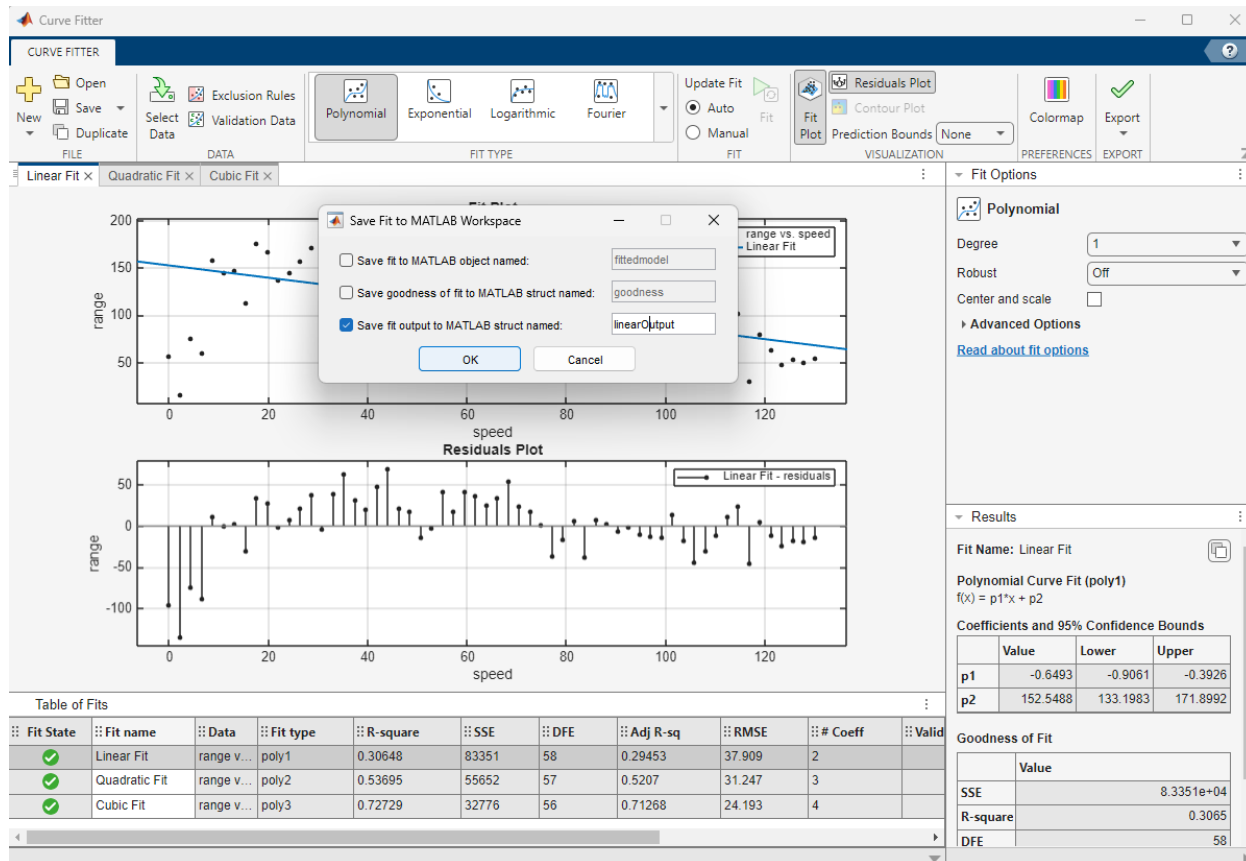 Curve Fitter
CURVE FITTER
?
New
Open
Save
Duplicate
FILE
Select Data
Exclusion Rules
Validation Data
DATA
Polynomial
Exponential
Logarithmic
Fourier
FIT TYPE
Update Fit
Auto
Manual
Fit
FIT
Fit Plot
Residuals Plot
Contour Plot
Prediction Bounds None
VISUALIZATION
Colormap
PREFERENCES
Export
EXPORT
Linear Fit
Quadratic Fit
Cubic Fit
200
150
100
50
range
0 20 40 60 80 100 120
speed
range vs. speed
Linear Fit
Save Fit to MATLAB Workspace
Save fit to MATLAB object named: fittedmodel
Save goodness of fit to MATLAB struct named: goodness
Save fit output to MATLAB struct named: linearOutput
OK Cancel
Residuals Plot
Linear Fit - residuals
50
0
-50
-100
range
0 20 40 60 80 100 120
speed
Table of Fits
Fit State Fit name Data Fit type R-square SSE DFE Adj R-sq RMSE # Coeff Valid
Linear Fit range v... poly1 0.30648 83351 58 0.29453 37.909 2
Quadratic Fit range v... poly2 0.53695 55652 57 0.5207 31.247 3
Cubic Fit range v... poly3 0.72729 32776 56 0.71268 24.193 4
Fit Options
Polynomial
Degree 1
Robust Off
Center and scale
Advanced Options
Read about fit options
Results
Fit Name: Linear Fit
Polynomial Curve Fit (poly1)
f(x) = p1*x + p2
Coefficients and 95% Confidence Bounds
Value Lower Upper
p1 -0.6493 -0.9061 -0.3926
p2 152.5488 133.1983 171.8992
Goodness of Fit
Value
SSE 8.3351e+04
R-square 0.3065
DFE 58